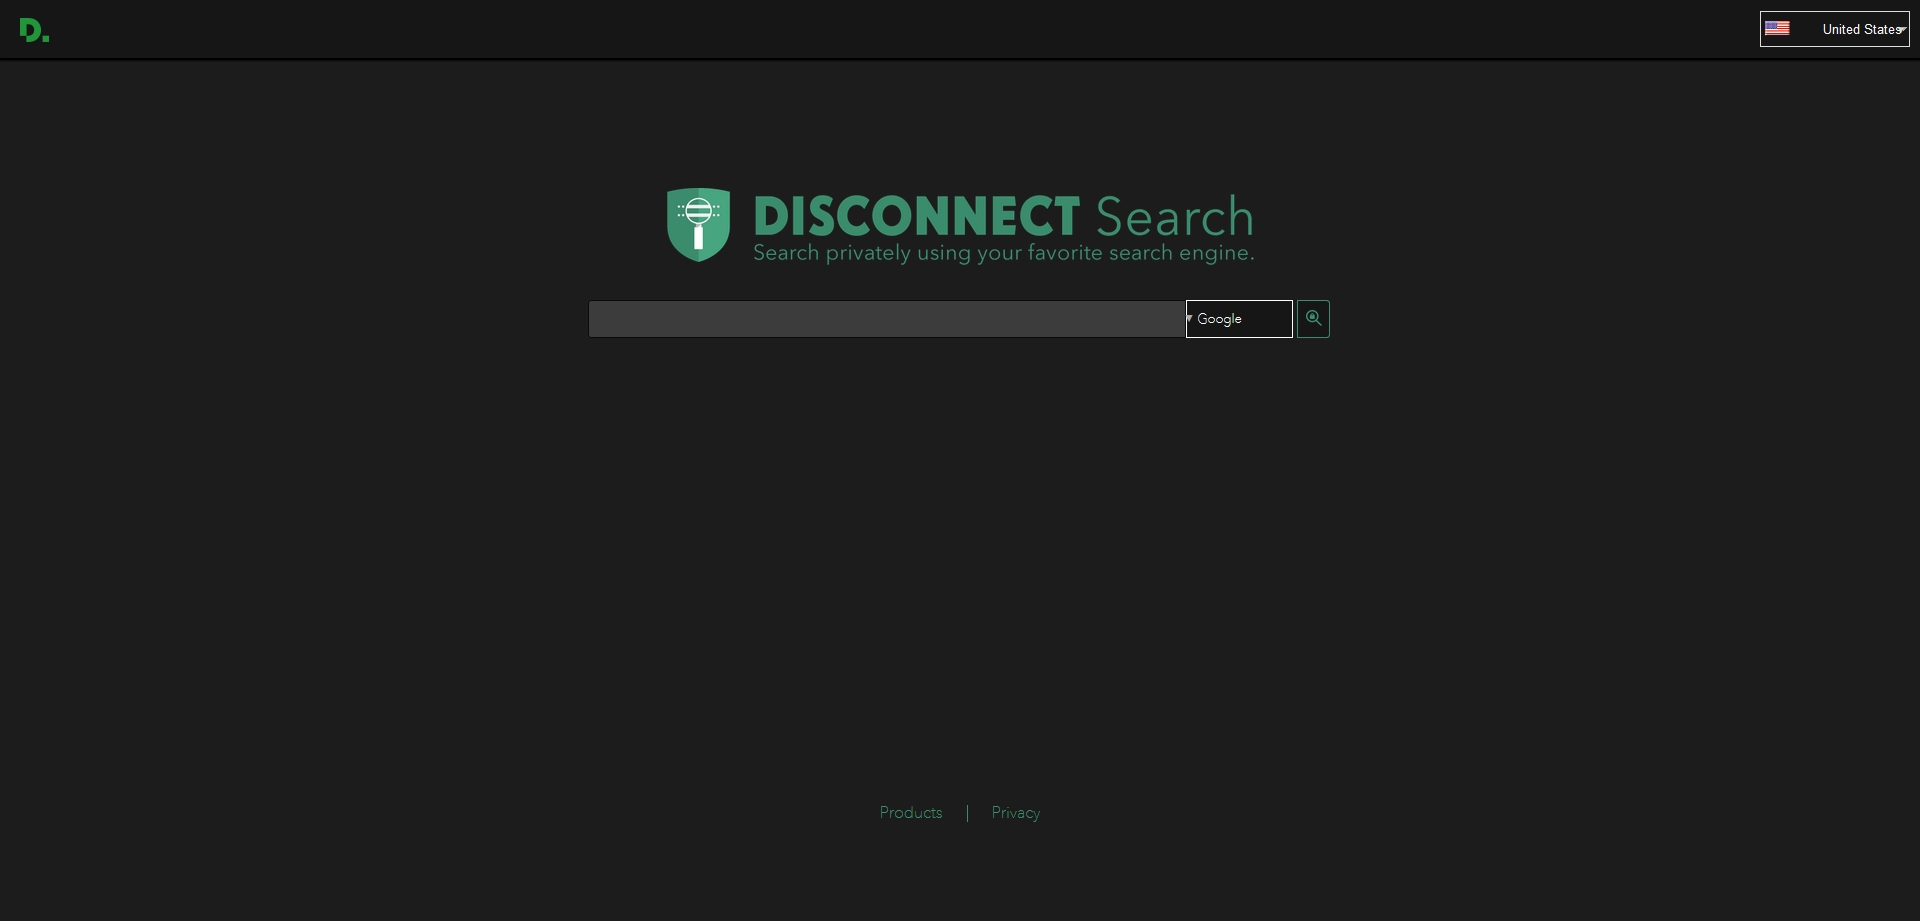 D.
United States
DISCONNECT Search
Search privately using your favorite search engine.
Google
Products | Privacy